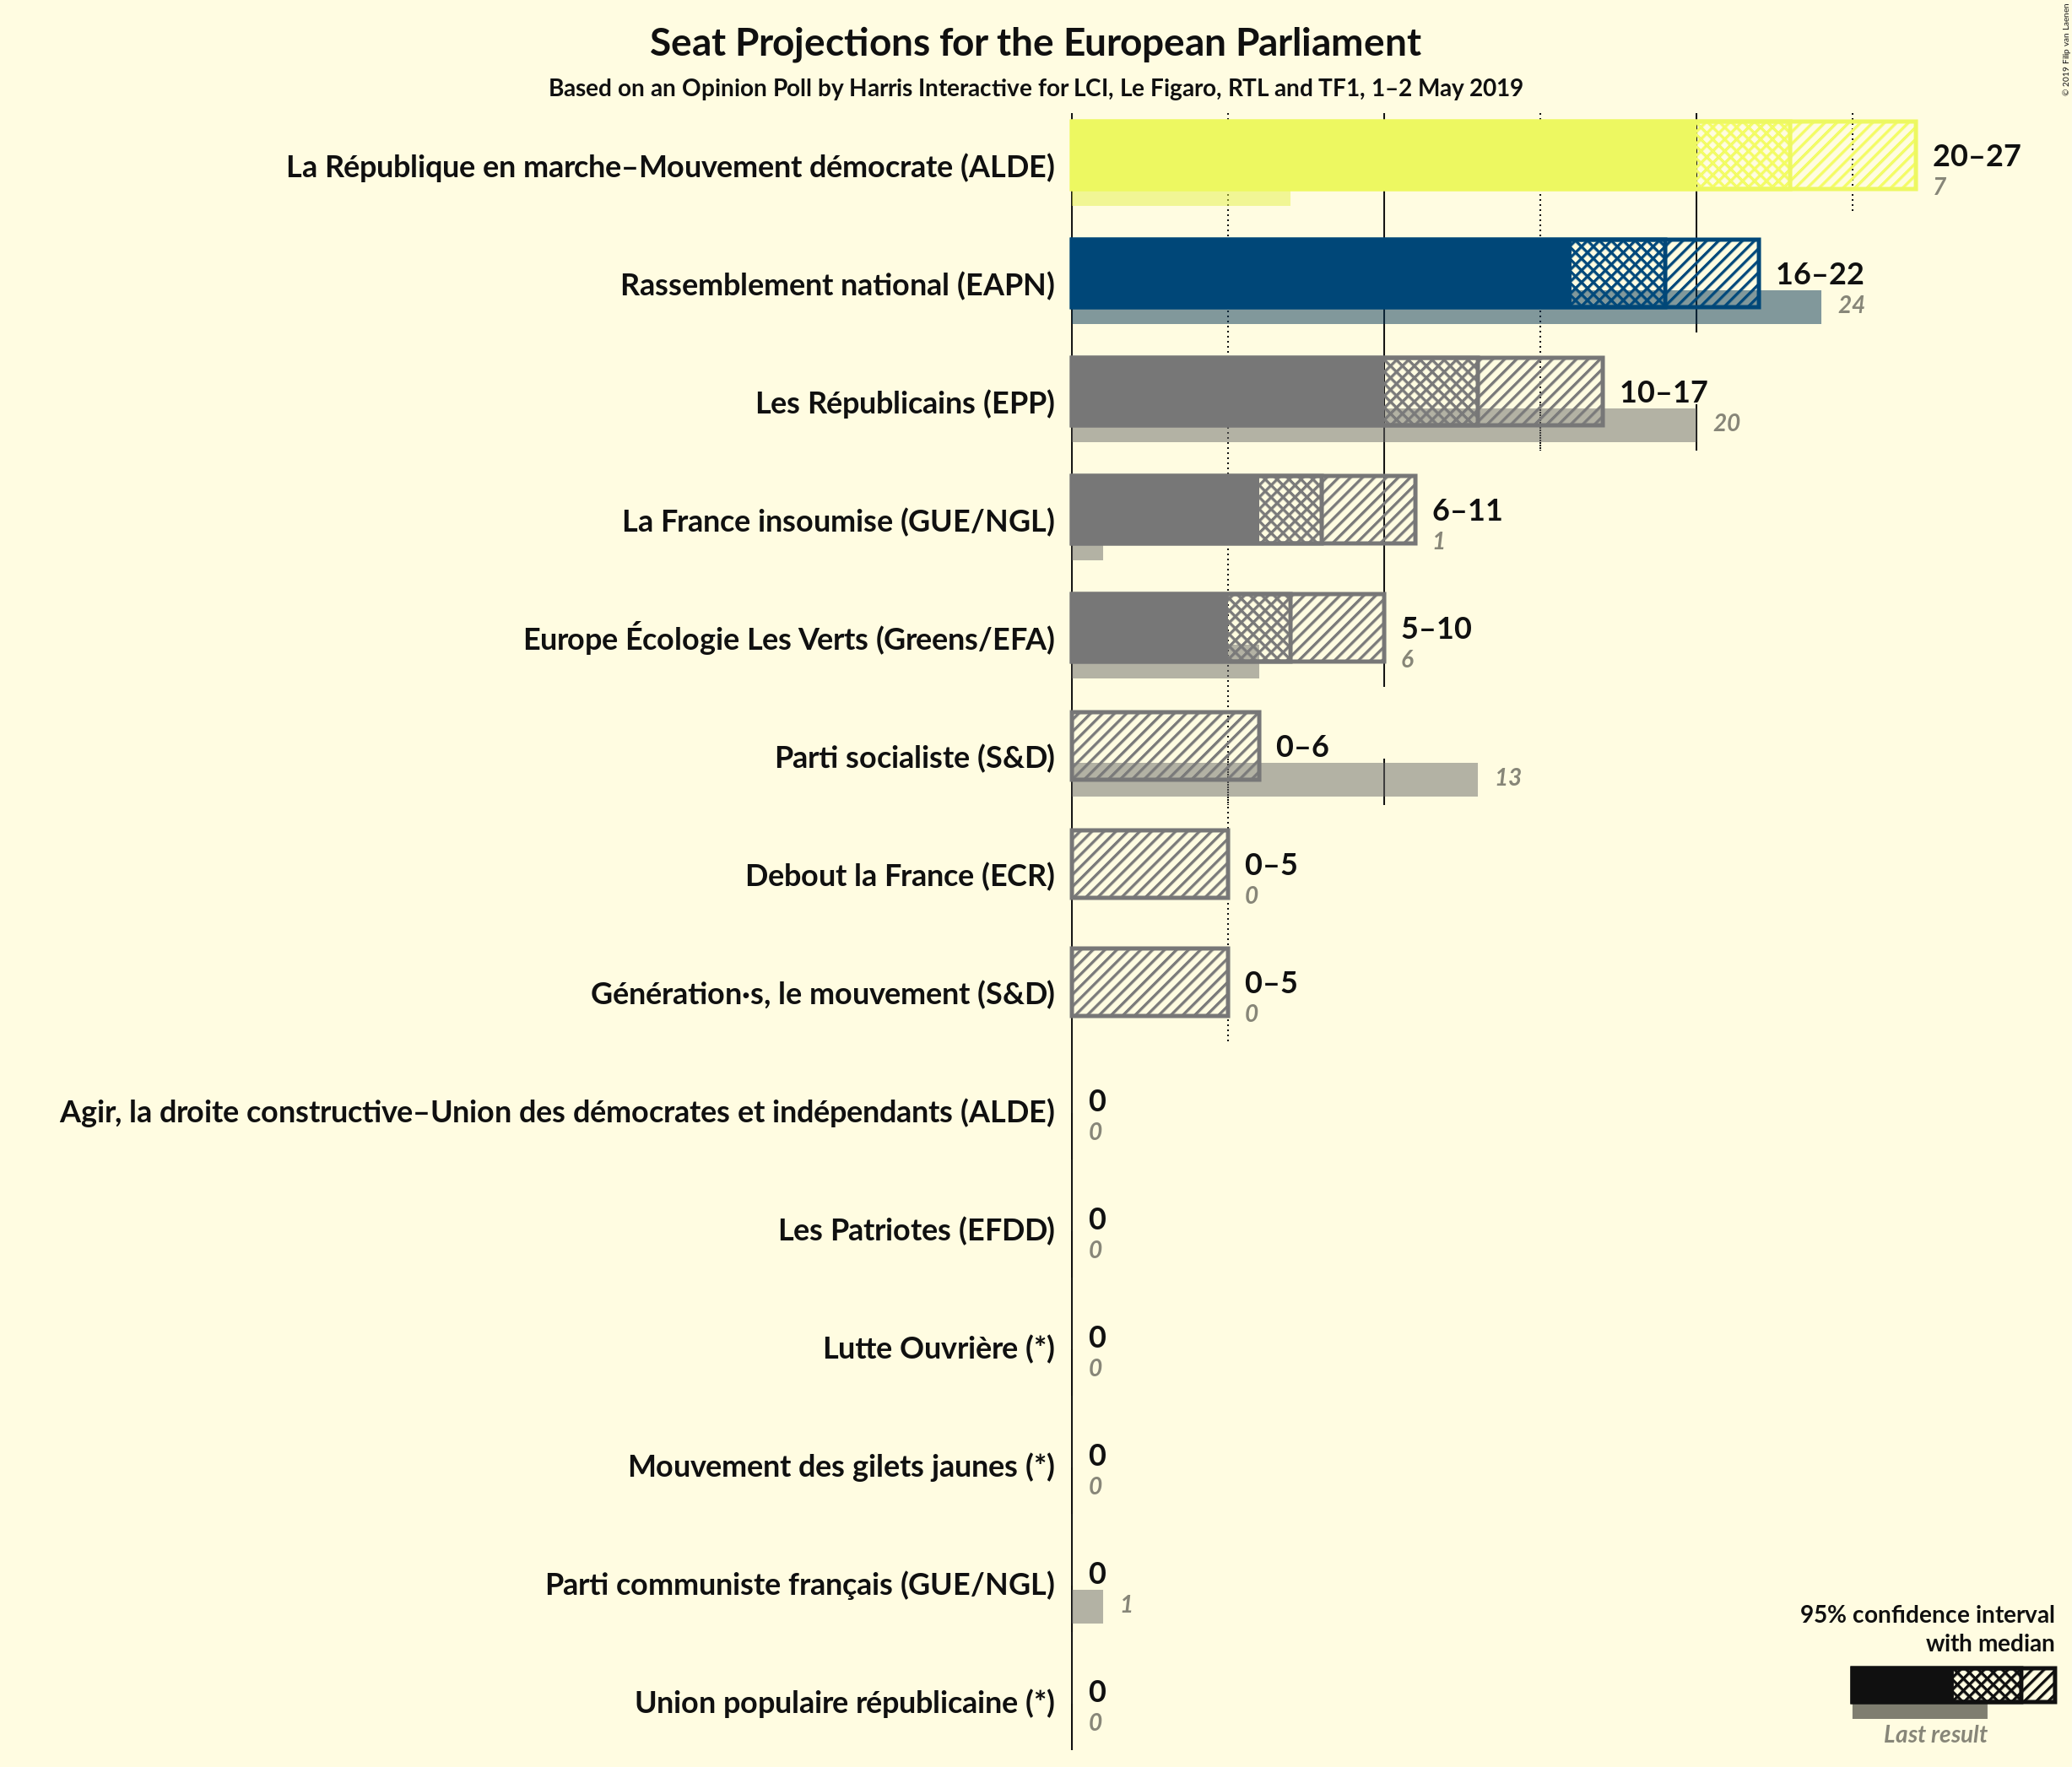 Seat Projections for the European Parliament
Based on an Opinion Poll by Harris Interactive for LCI, Le Figaro, RTL and TF1, 1–2 May 2019
© 2019 Filip van Laenen
La République en marche–Mouvement démocrate (ALDE)
20–27
7
Rassemblement national (EAPN)
16–22
24
Les Républicains (EPP)
10–17
20
La France insoumise (GUE/NGL)
6–11
1
Europe Écologie Les Verts (Greens/EFA)
5–10
6
Parti socialiste (S&D)
0–6
13
Debout la France (ECR)
0–5
0
Génération·s, le mouvement (S&D)
0–5
0
Agir, la droite constructive–Union des démocrates et indépendants (ALDE)
0
0
Les Patriotes (EFDD)
0
0
Lutte Ouvrière (*)
0
0
Mouvement des gilets jaunes (*)
0
0
Parti communiste français (GUE/NGL)
0
1
Union populaire républicaine (*)
0
0
95% confidence interval
with median
Last result